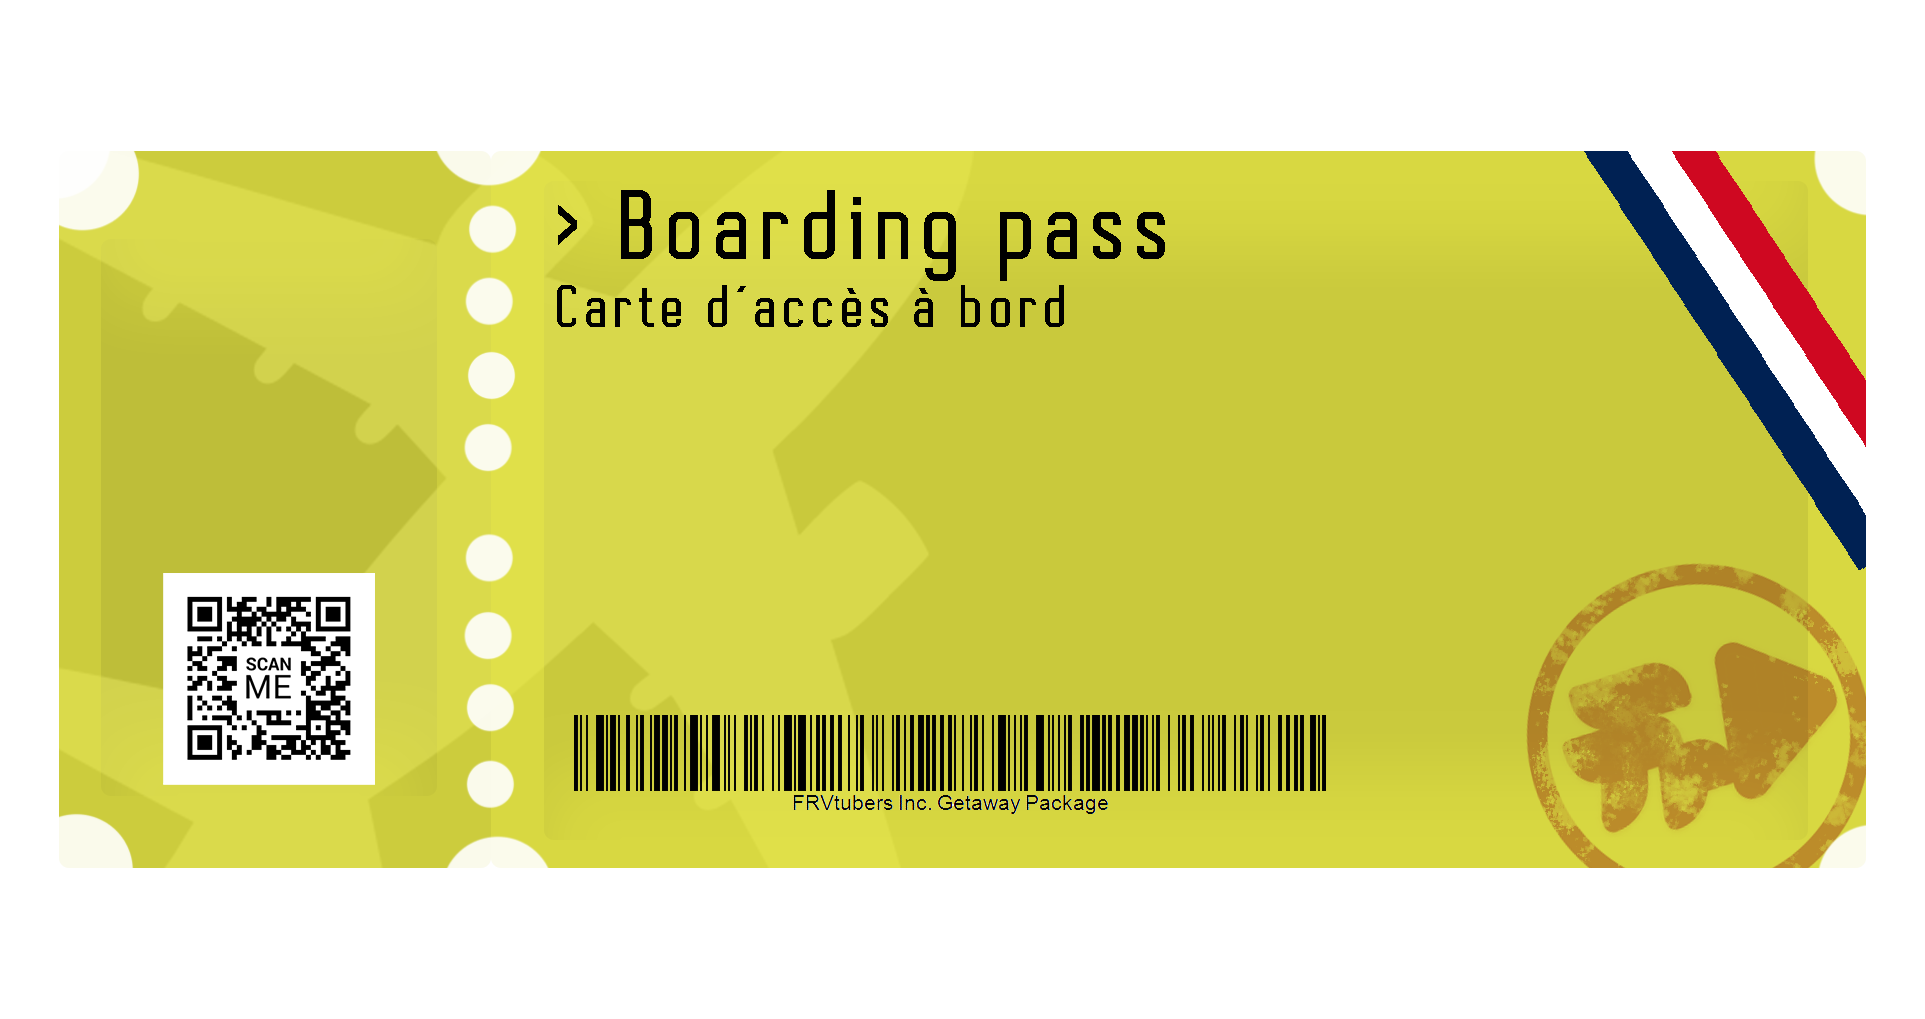 > Boarding pass
Carte d´accès à bord
SCAN
ME
FRVtubers Inc. Getaway Package